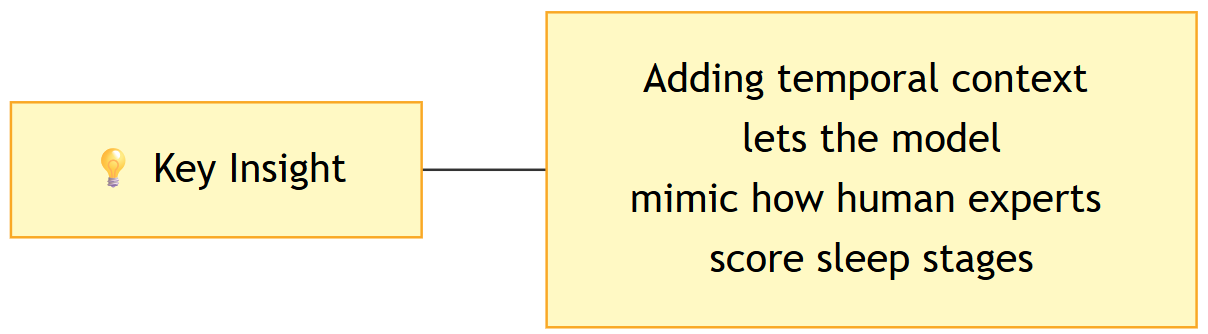 💡 Key Insight
Adding temporal context
lets the model
mimic how human experts
score sleep stages